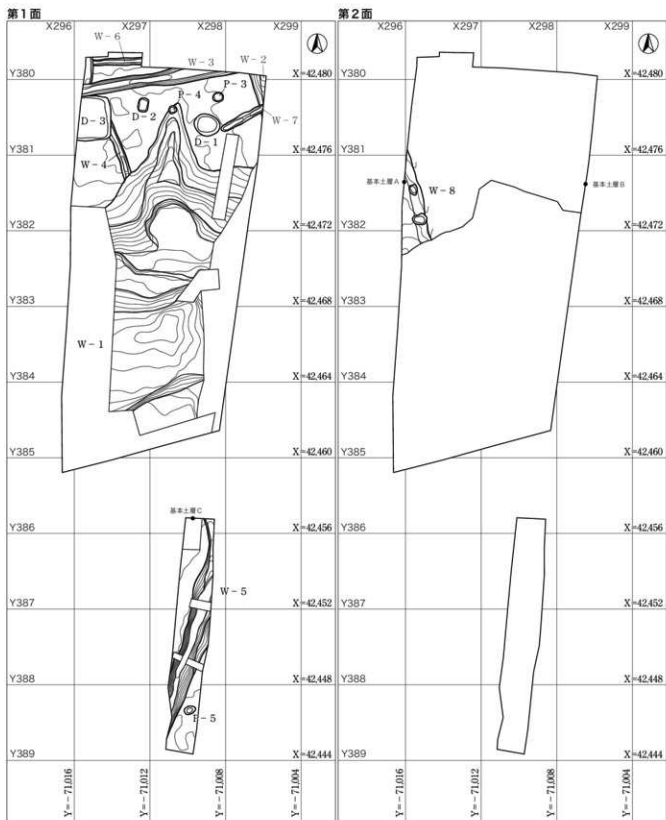 第1面
X296 X297 X298 X299
W-6
W-3
W-2
Y380
X=42,480
P-3
P-4
D-3
D-2
D-1
W-7
Y381
X=42,476
W-4
Y382
X=42,472
Y383
X=42,468
W-1
Y384
X=42,464
Y385
X=42,460
基本土層C
Y386
X=42,456
W-5
Y387
X=42,452
Y388
X=42,448
P-5
Y389
X=42,444
Y=-71,016
Y=-71,012
Y=-71,008
Y=-71,004
第2面
X296 X297 X298 X299
Y380
X=42,480
Y381
X=42,476
基本土層A
W-8
基本土層B
Y382
X=42,472
Y383
X=42,468
Y384
X=42,464
Y385
X=42,460
Y386
X=42,456
Y387
X=42,452
Y388
X=42,448
Y389
X=42,444
Y=-71,016
Y=-71,012
Y=-71,008
Y=-71,004